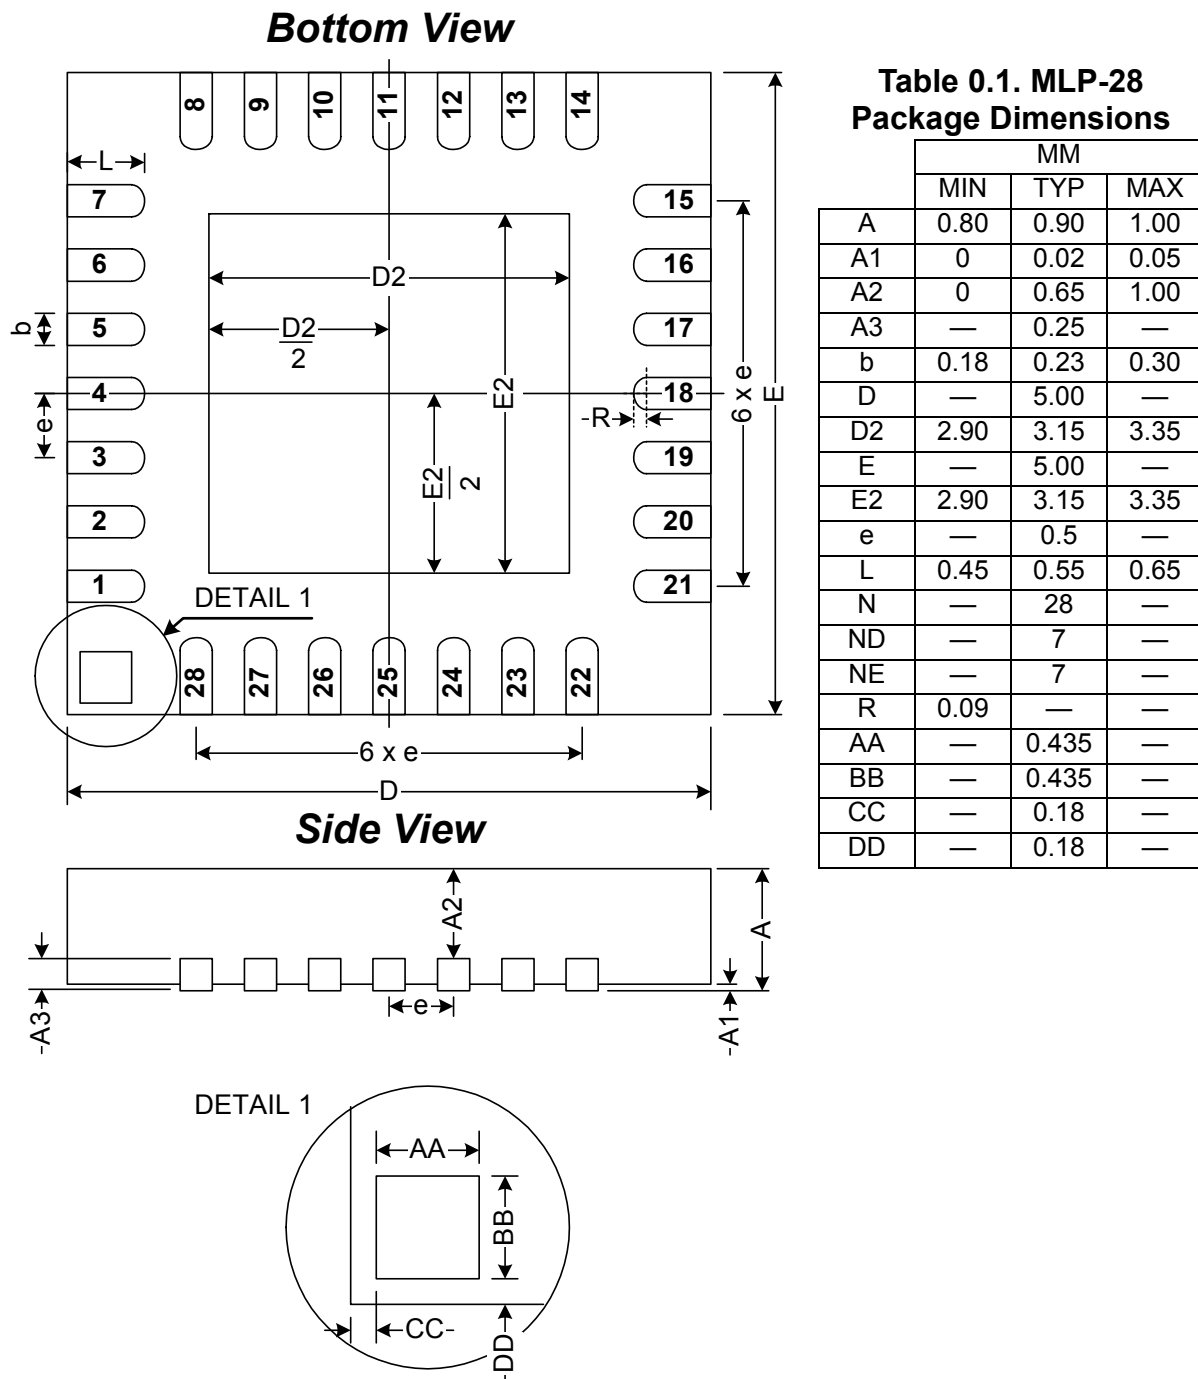 Bottom View
8 9 10 11 12 13 14
L
7
6
5
4
3
2
1
b
e
15
16
17
18
19
20
21
D2
D2
2
E2
E2
2
R
6 x e
E
DETAIL 1
28 27 26 25 24 23 22
6 x e
D
Side View
A2
A
A3
e
A1
DETAIL 1
AA
BB
CC
DD
Table 0.1. MLP-28
Package Dimensions
MM
MIN TYP MAX
A 0.80 0.90 1.00
A1 0 0.02 0.05
A2 0 0.65 1.00
A3 — 0.25 —
b 0.18 0.23 0.30
D — 5.00 —
D2 2.90 3.15 3.35
E — 5.00 —
E2 2.90 3.15 3.35
e — 0.5 —
L 0.45 0.55 0.65
N — 28 —
ND — 7 —
NE — 7 —
R 0.09 — —
AA — 0.435 —
BB — 0.435 —
CC — 0.18 —
DD — 0.18 —